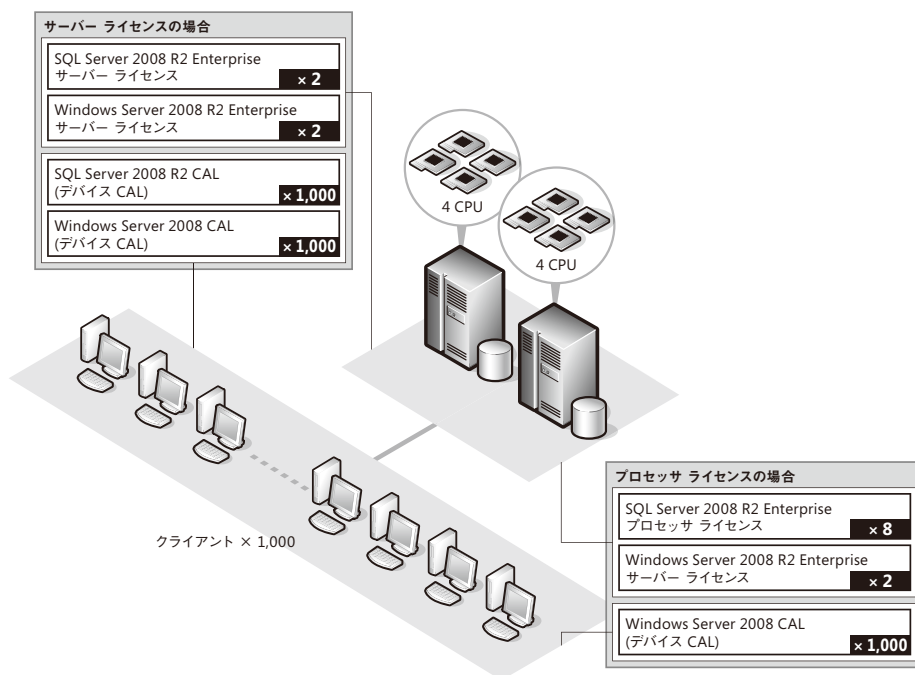 サーバー ライセンスの場合
SQL Server 2008 R2 Enterprise
サーバー ライセンス
× 2
Windows Server 2008 R2 Enterprise
サーバー ライセンス
× 2
SQL Server 2008 R2 CAL
(デバイス CAL)
× 1,000
Windows Server 2008 CAL
(デバイス CAL)
× 1,000
4 CPU
4 CPU
クライアント × 1,000
プロセッサ ライセンスの場合
SQL Server 2008 R2 Enterprise
プロセッサ ライセンス
× 8
Windows Server 2008 R2 Enterprise
サーバー ライセンス
× 2
Windows Server 2008 CAL
(デバイス CAL)
× 1,000